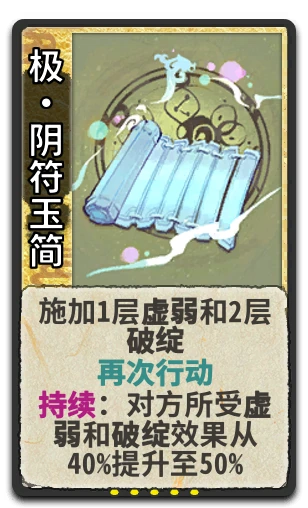 极·阴符玉简
施加1层虚弱和2层
破绽
再次行动
持续：对方所受虚
弱和破绽效果从
40%提升至50%